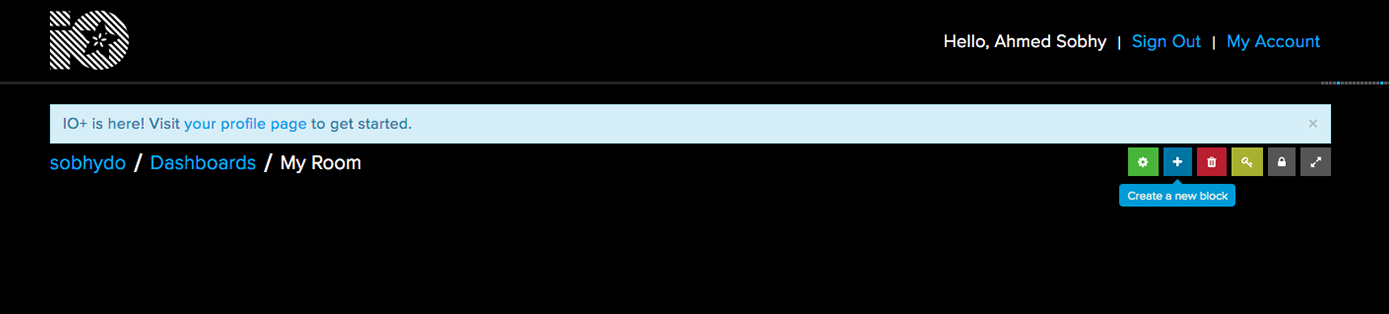 iO
Hello, Ahmed Sobhy | Sign Out | My Account
IO+ is here! Visit your profile page to get started. ×
sobhydo / Dashboards / My Room
Create a new block